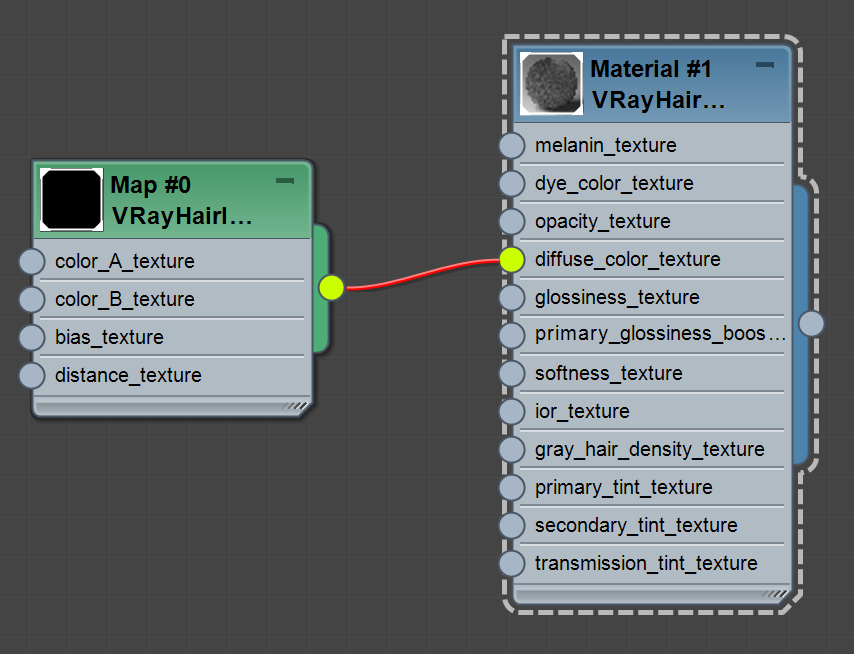 Map #0
VRayHairI...
color_A_texture
color_B_texture
bias_texture
distance_texture
Material #1
VRayHair...
melanin_texture
dye_color_texture
opacity_texture
diffuse_color_texture
glossiness_texture
primary_glossiness_boos...
softness_texture
ior_texture
gray_hair_density_texture
primary_tint_texture
secondary_tint_texture
transmission_tint_texture